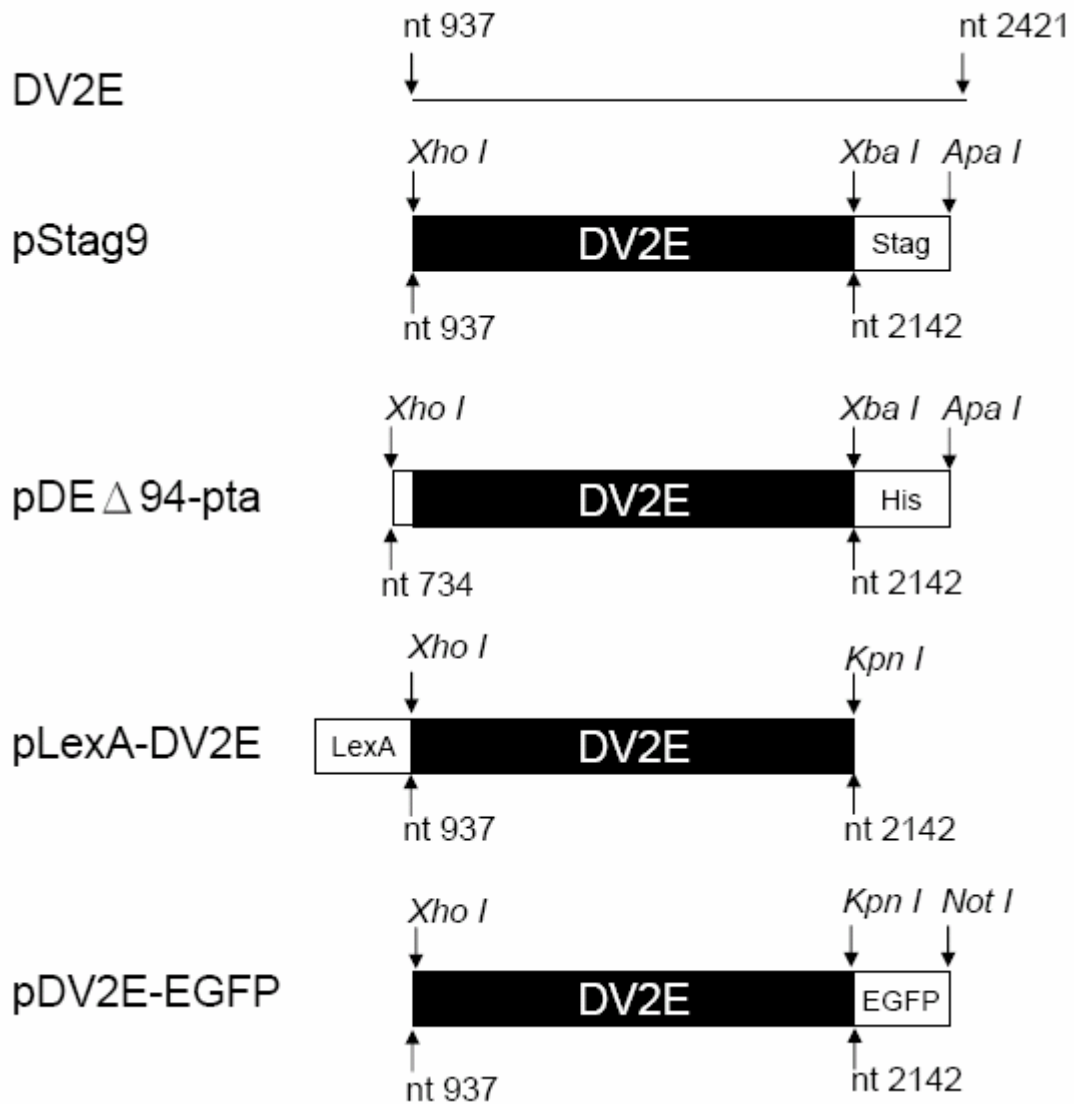 nt 937 nt 2421
DV2E
Xho I Xba I Apa I
pStag9 DV2E Stag
nt 937 nt 2142
Xho I Xba I Apa I
pDE△94-pta DV2E His
nt 734 nt 2142
Xho I Kpn I
pLexA-DV2E LexA DV2E
nt 937 nt 2142
Xho I Kpn I Not I
pDV2E-EGFP DV2E EGFP
nt 937 nt 2142